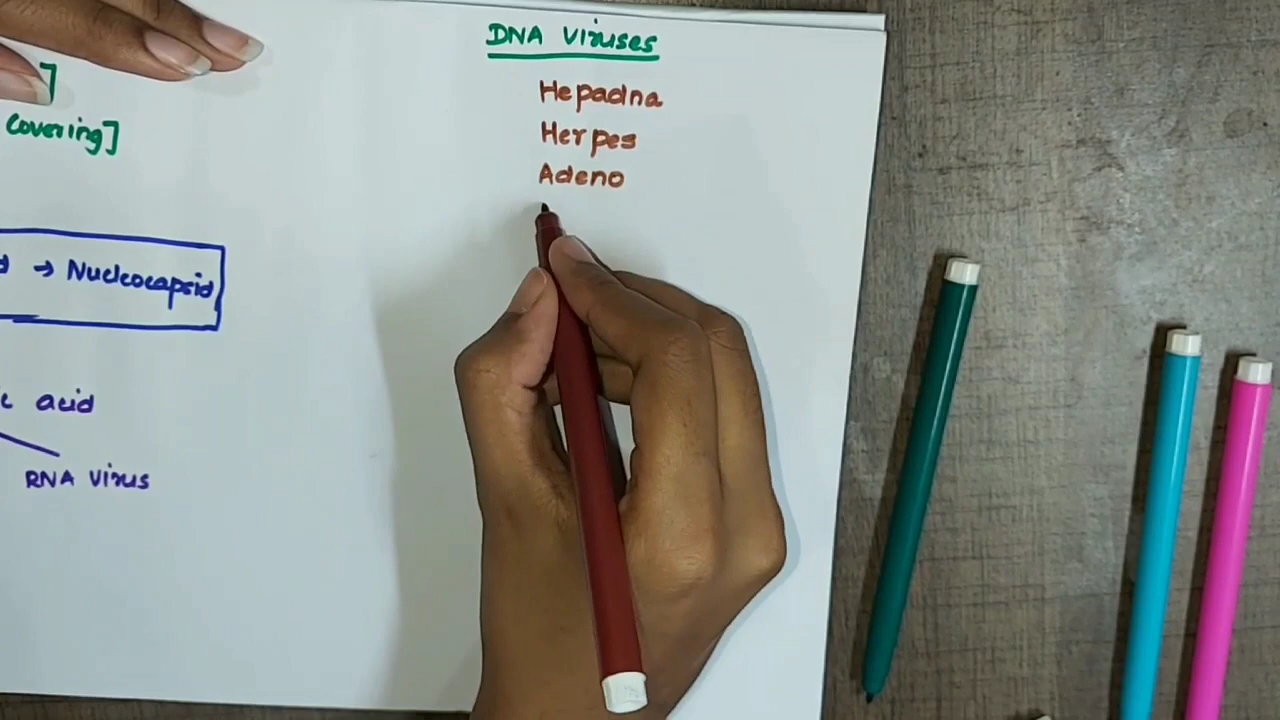 DNA Viruses
Hepadna
Herpes
Adeno
]
Covering]
→ Nucleocapsid
acid
RNA Virus